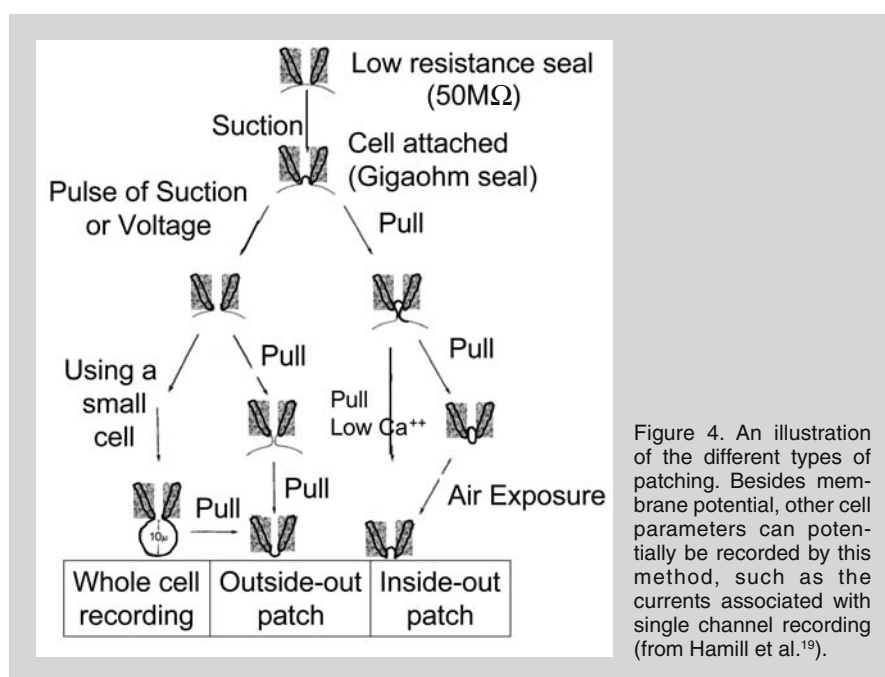 Low resistance seal
(50MΩ)
Suction
Cell attached
(Gigaohm seal)
Pulse of Suction
or Voltage
Pull
Using a
small
cell
Pull
Pull
Low Ca⁺⁺
Pull
10μ
Pull
Pull
Air Exposure
Whole cell
recording
Outside-out
patch
Inside-out
patch
Figure 4. An illustration
of the different types of
patching. Besides mem-
brane potential, other cell
parameters can poten-
tially be recorded by this
method, such as the
currents associated with
single channel recording
(from Hamill et al.¹⁹).